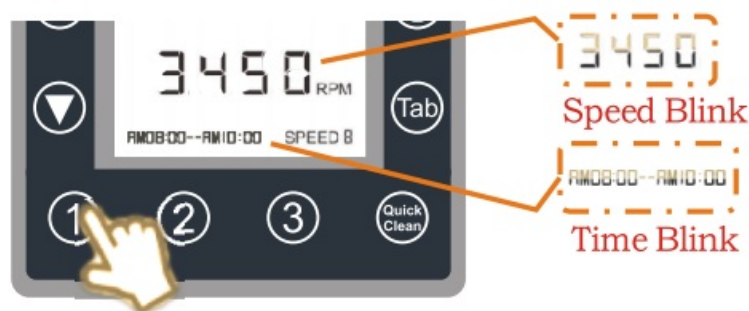 3450 RPM
3450
Speed Blink
Tab
AM08:00--AM10:00 SPEED 8
AM08:00--AM10:00
Time Blink
1 2 3 Quick Clean